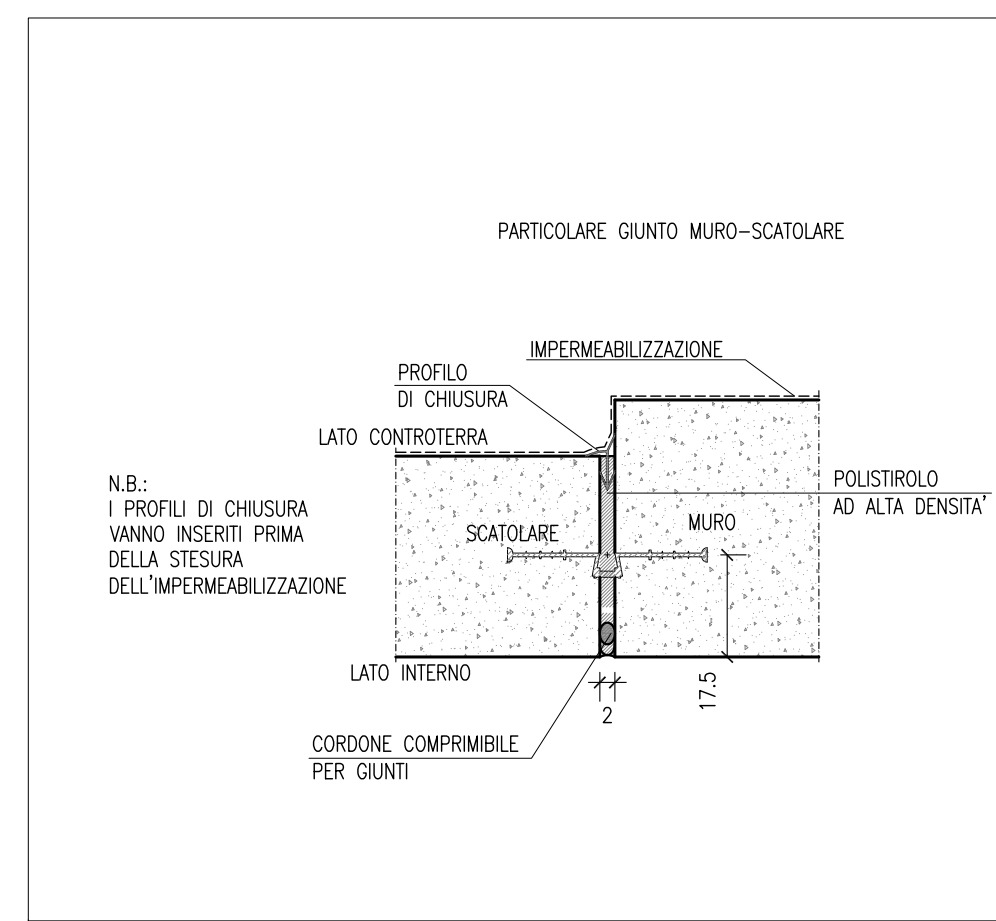 PARTICOLARE GIUNTO MURO-SCATOLARE
IMPERMEABILIZZAZIONE
PROFILO
DI CHIUSURA
LATO CONTROTERRA
N.B.:
I PROFILI DI CHIUSURA
VANNO INSERITI PRIMA
DELLA STESURA
DELL'IMPERMEABILIZZAZIONE
POLISTIROLO
AD ALTA DENSITA'
SCATOLARE
MURO
LATO INTERNO
17.5
2
CORDONE COMPRIMIBILE
PER GIUNTI